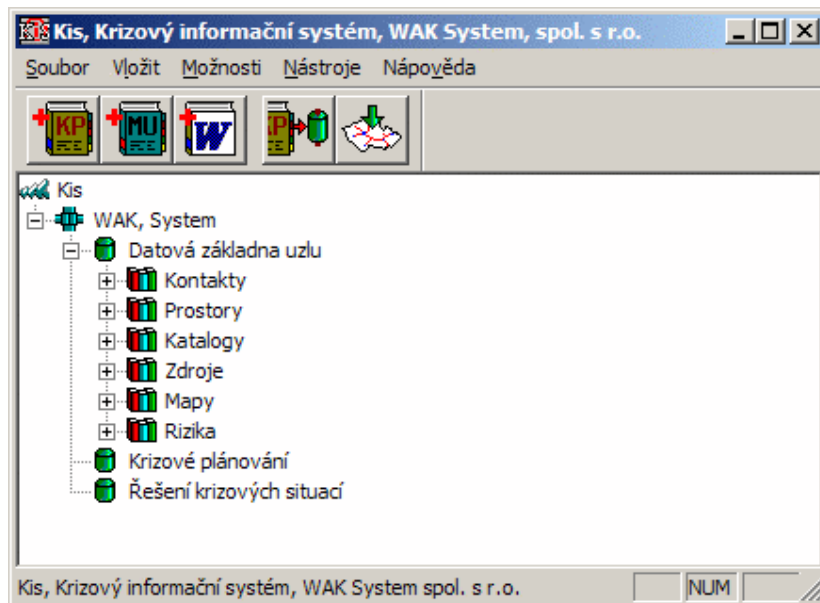 Kis, Krizový informační systém, WAK System, spol. s r.o.
Soubor Vložit Možnosti Nástroje Nápověda
KP MU W KP
Kis
WAK, System
Datová základna uzlu
Kontakty
Prostory
Katalogy
Zdroje
Mapy
Rizika
Krizové plánování
Řešení krizových situací
Kis, Krizový informační systém, WAK System spol. s r.o. NUM